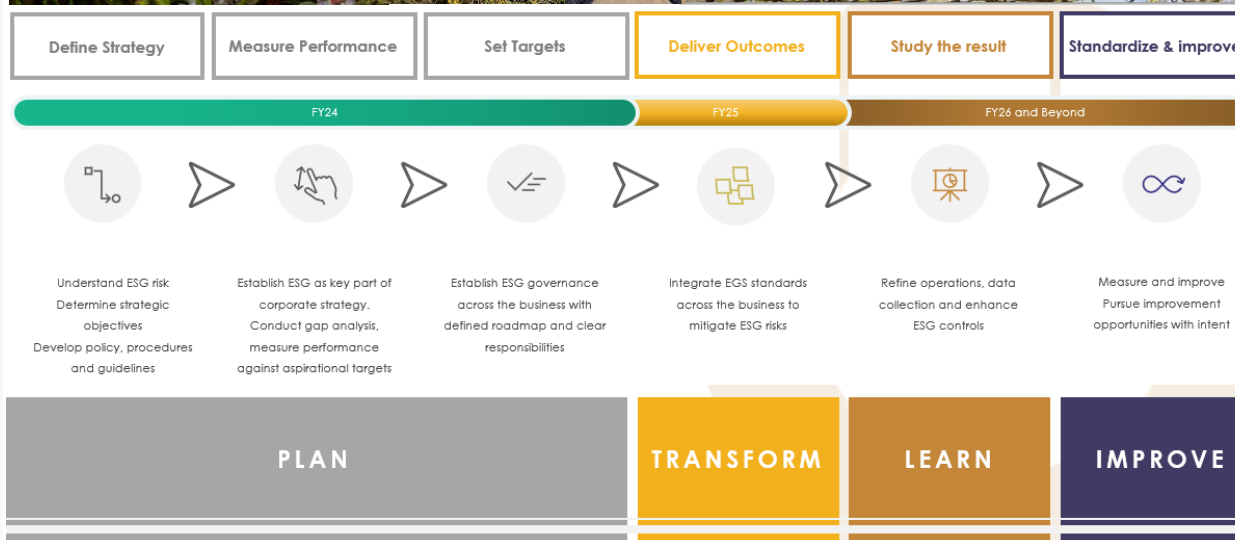 Define Strategy
Measure Performance
Set Targets
Deliver Outcomes
Study the result
Standardize & improve
FY24
FY25
FY26 and Beyond
Understand ESG risk
Determine strategic
objectives
Develop policy, procedures
and guidelines
Establish ESG as key part of
corporate strategy.
Conduct gap analysis,
measure performance
against aspirational targets
Establish ESG governance
across the business with
defined roadmap and clear
responsibilities
Integrate EGS standards
across the business to
mitigate ESG risks
Refine operations, data
collection and enhance
ESG controls
Measure and improve
Pursue improvement
opportunities with intent
PLAN
TRANSFORM
LEARN
IMPROVE